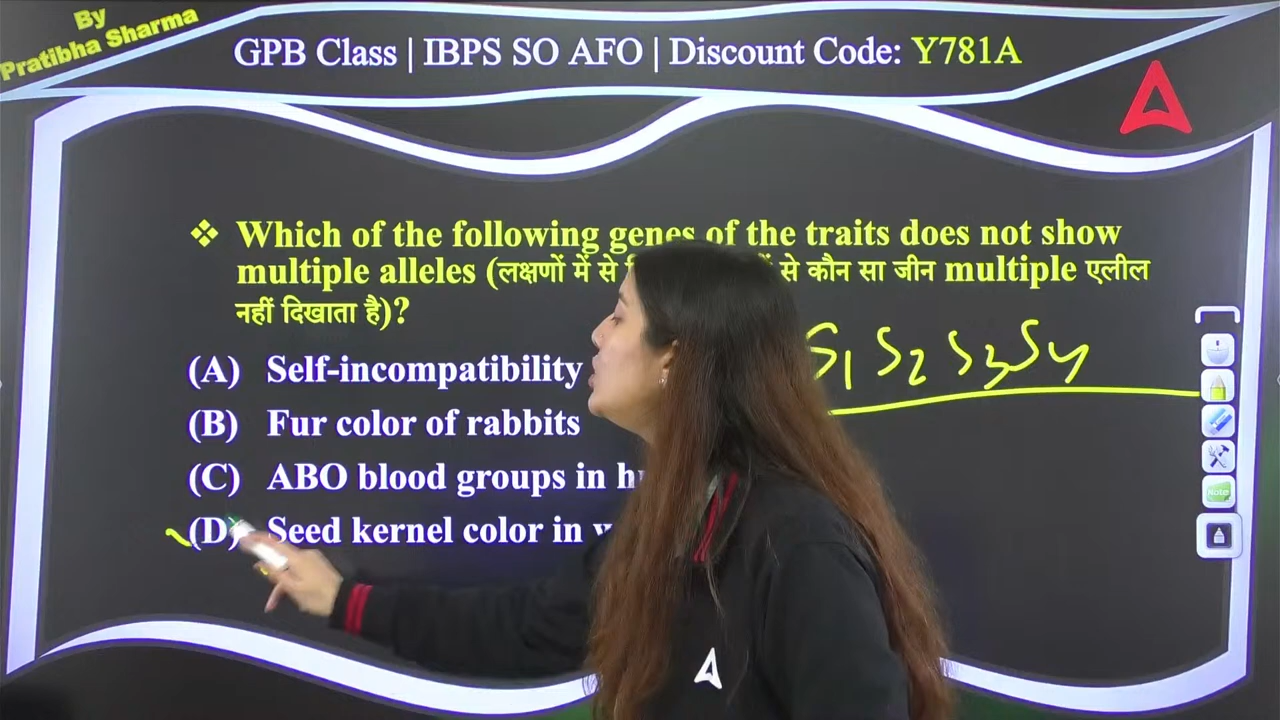 By
Pratibha Sharma
GPB Class | IBPS SO AFO | Discount Code: Y781A
❖ Which of the following genes of the traits does not show
multiple alleles (लक्षणों में से से कौन सा जीन multiple एलील
नहीं दिखाता है)?
S1 S2 S3 S4
(A) Self-incompatibility
(B) Fur color of rabbits
(C) ABO blood groups in
(D) Seed kernel color in
Note